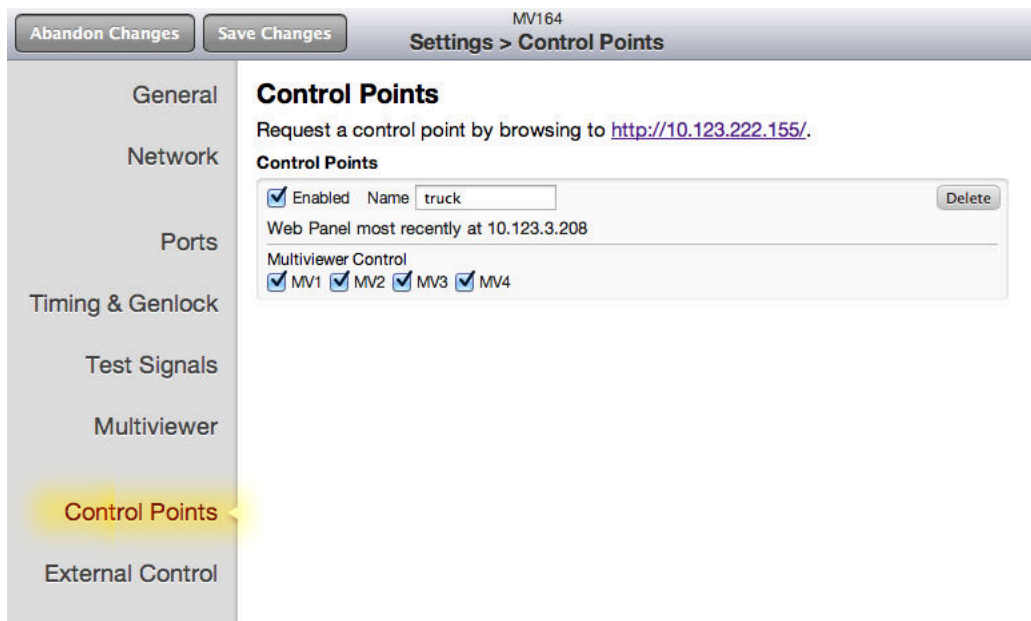 Abandon Changes
Save Changes
MV164
Settings > Control Points
General
Network
Ports
Timing & Genlock
Test Signals
Multiviewer
Control Points
External Control
Control Points
Request a control point by browsing to http://10.123.222.155/.
Control Points
Enabled Name truck Delete
Web Panel most recently at 10.123.3.208
Multiviewer Control
MV1 MV2 MV3 MV4